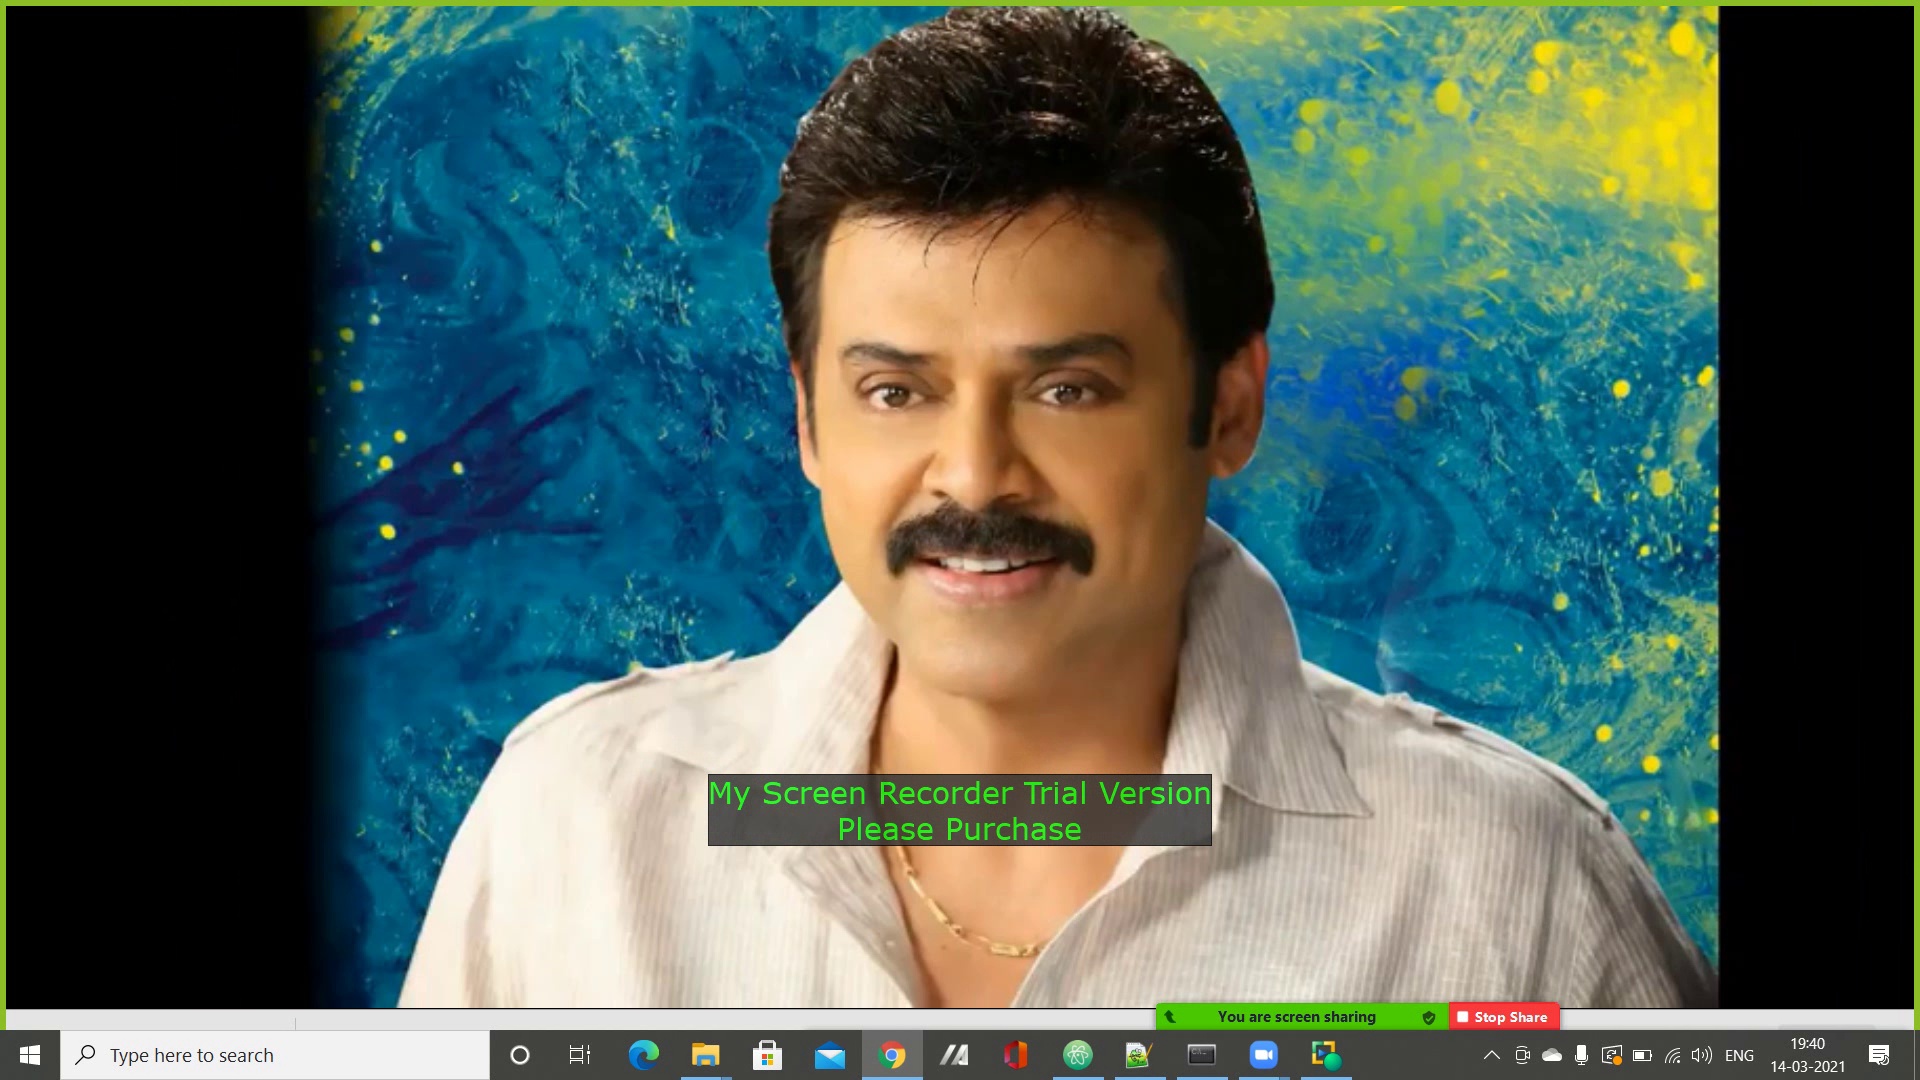 My Screen Recorder Trial Version
Please Purchase
You are screen sharing
Stop Share
Type here to search
ENG
19:40
14-03-2021